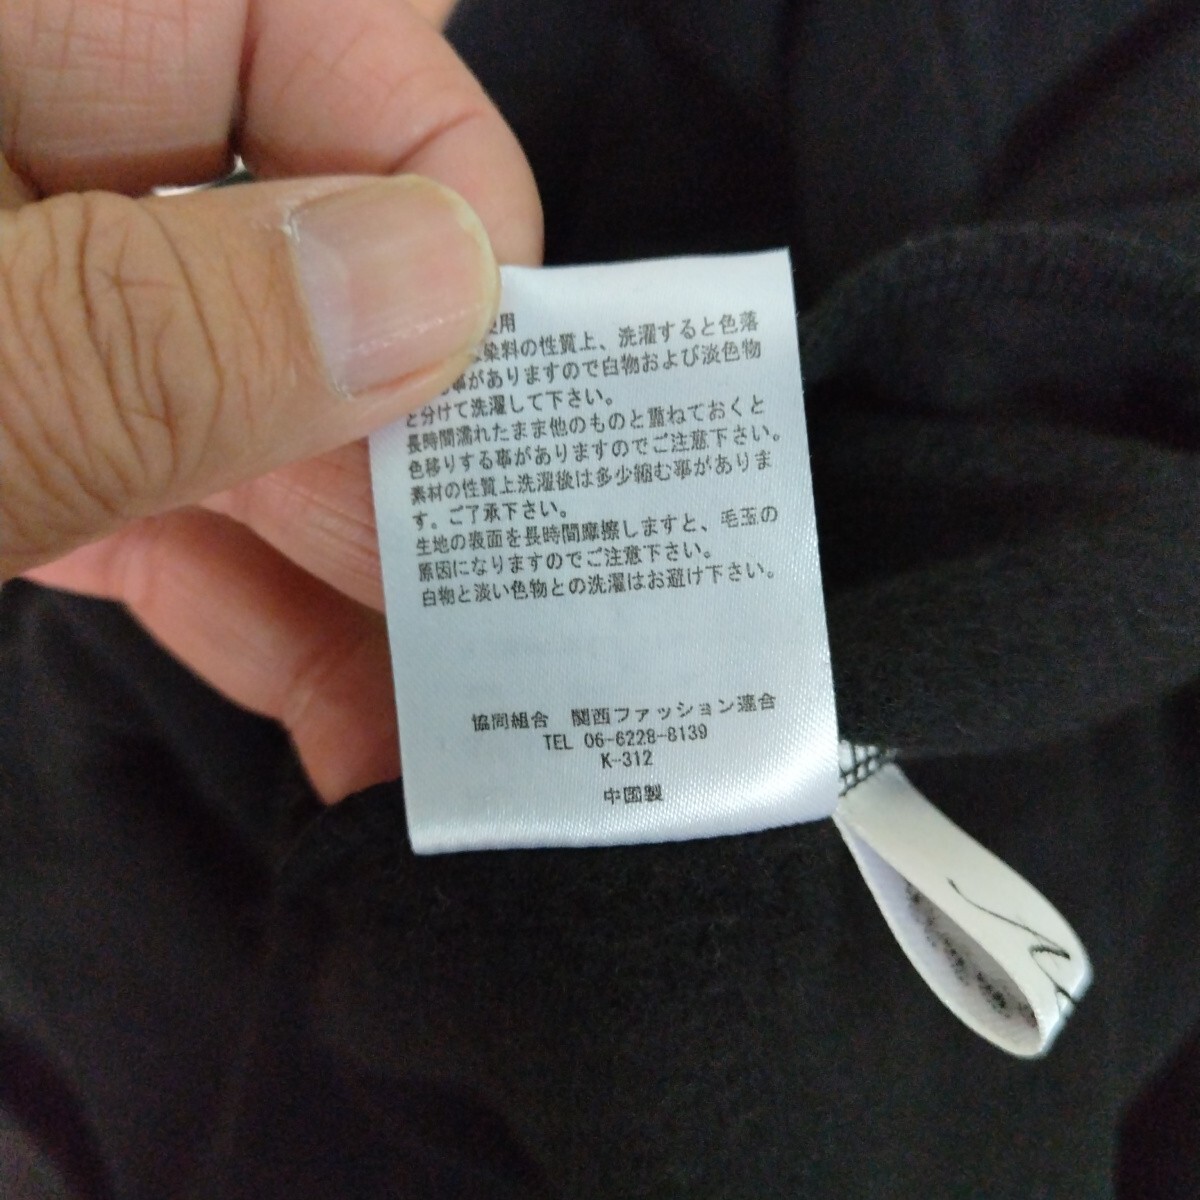 使用
染料の性質上、洗濯すると色落
事がありますので白物および淡色物
と分けて洗濯して下さい。
長時間濡れたまま他のものと重ねておくと
色移りする事がありますのでご注意下さい。
素材の性質上洗濯後は多少縮む事がありま
す。ご了承下さい。
生地の表面を長時間摩擦しますと、毛玉の
原因になりますのでご注意下さい。
白物と淡い色物との洗濯はお避け下さい。
協同組合　関西ファッション連合
TEL 06-6228-8139
K-312
中国製